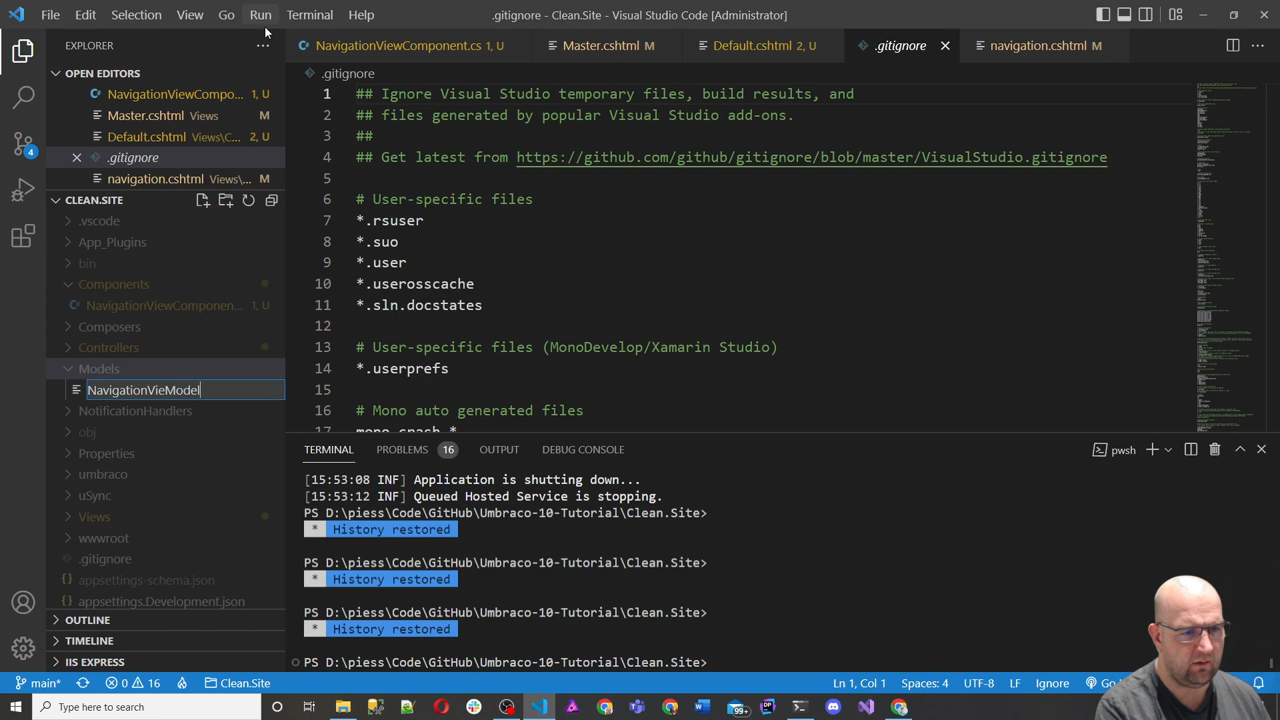 File Edit Selection View Go Run Terminal Help .gitignore - Clean.Site - Visual Studio Code [Administrator]
EXPLORER
NavigationViewComponent.cs 1, U
Master.cshtml M
Default.cshtml 2, U
.gitignore
navigation.cshtml M
OPEN EDITORS
NavigationViewCompo... 1, U
Master.cshtml Views M
Default.cshtml Views\C... 2, U
.gitignore
navigation.cshtml Views\... M
CLEAN.SITE
.vscode
App_Plugins
bin
Components
NavigationViewComponen... 1, U
Composers
Controllers
Models
NavigationVieModel
NotificationHandlers
obj
Properties
umbraco
uSync
Views
wwwroot
.gitignore
appsettings-schema.json
appsettings.Development.json
OUTLINE
TIMELINE
IIS EXPRESS
.gitignore
1 ## Ignore Visual Studio temporary files, build results, and
2 ## files generated by popular Visual Studio add-ons.
3 ##
4 ## Get latest from https://github.com/github/gitignore/blob/master/VisualStudio.gitignore
5
6 # User-specific files
7 *.rsuser
8 *.suo
9 *.user
10 *.userosscache
11 *.sln.docstates
12
13 # User-specific files (MonoDevelop/Xamarin Studio)
14 *.userprefs
15
16 # Mono auto generated files
17 mono_crash.*
TERMINAL PROBLEMS 16 OUTPUT DEBUG CONSOLE pwsh
[15:53:08 INF] Application is shutting down...
[15:53:12 INF] Queued Hosted Service is stopping.
PS D:\piess\Code\GitHub\Umbraco-10-Tutorial\Clean.Site>
* History restored
PS D:\piess\Code\GitHub\Umbraco-10-Tutorial\Clean.Site>
* History restored
PS D:\piess\Code\GitHub\Umbraco-10-Tutorial\Clean.Site>
* History restored
PS D:\piess\Code\GitHub\Umbraco-10-Tutorial\Clean.Site>
4
main* 0 16 Clean.Site Ln 1, Col 1 Spaces: 4 UTF-8 LF Ignore
Type here to search
99+